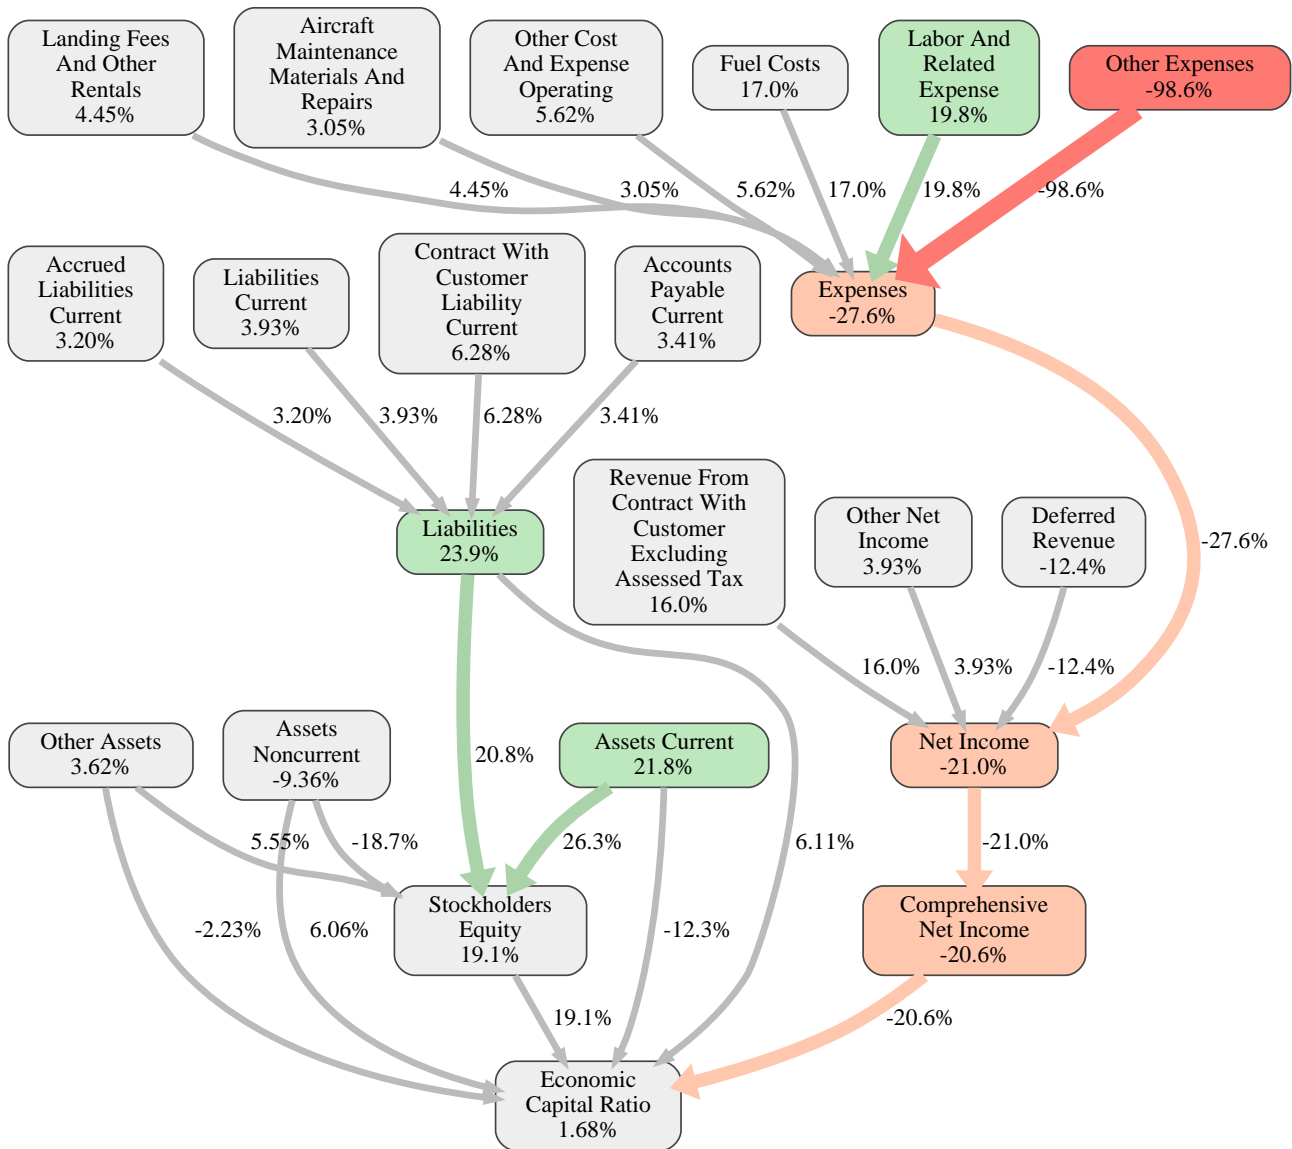 Landing Fees
And Other
Rentals
4.45%
Aircraft
Maintenance
Materials And
Repairs
3.05%
Other Cost
And Expense
Operating
5.62%
Fuel Costs
17.0%
Labor And
Related
Expense
19.8%
Other Expenses
-98.6%
4.45%
3.05%
5.62%
17.0%
19.8%
-98.6%
Accrued
Liabilities
Current
3.20%
Liabilities
Current
3.93%
Contract With
Customer
Liability
Current
6.28%
Accounts
Payable
Current
3.41%
Expenses
-27.6%
3.20%
3.93%
6.28%
3.41%
Liabilities
23.9%
Revenue From
Contract With
Customer
Excluding
Assessed Tax
16.0%
Other Net
Income
3.93%
Deferred
Revenue
-12.4%
-27.6%
16.0%
3.93%
-12.4%
Other Assets
3.62%
Assets
Noncurrent
-9.36%
20.8%
Assets Current
21.8%
Net Income
-21.0%
5.55%
-18.7%
26.3%
6.11%
-21.0%
-2.23%
6.06%
Stockholders
Equity
19.1%
-12.3%
Comprehensive
Net Income
-20.6%
19.1%
-20.6%
Economic
Capital Ratio
1.68%